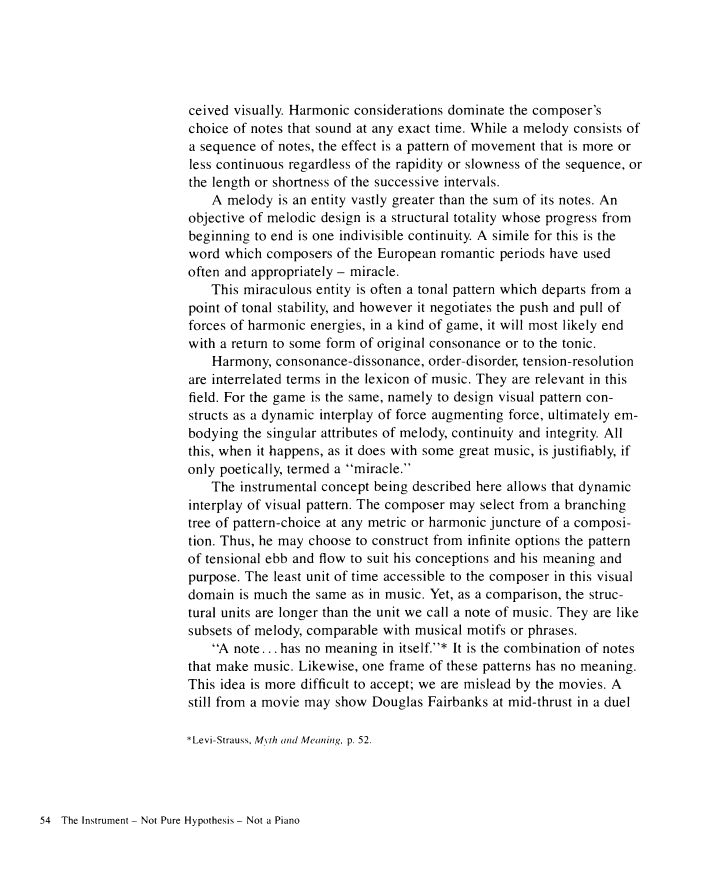 ceived visually. Harmonic considerations dominate the composer's
choice of notes that sound at any exact time. While a melody consists of
a sequence of notes, the effect is a pattern of movement that is more or
less continuous regardless of the rapidity or slowness of the sequence, or
the length or shortness of the successive intervals.
A melody is an entity vastly greater than the sum of its notes. An
objective of melodic design is a structural totality whose progress from
beginning to end is one indivisible continuity. A simile for this is the
word which composers of the European romantic periods have used
often and appropriately – miracle.
This miraculous entity is often a tonal pattern which departs from a
point of tonal stability, and however it negotiates the push and pull of
forces of harmonic energies, in a kind of game, it will most likely end
with a return to some form of original consonance or to the tonic.
Harmony, consonance-dissonance, order-disorder, tension-resolution
are interrelated terms in the lexicon of music. They are relevant in this
field. For the game is the same, namely to design visual pattern con-
structs as a dynamic interplay of force augmenting force, ultimately em-
bodying the singular attributes of melody, continuity and integrity. All
this, when it happens, as it does with some great music, is justifiably, if
only poetically, termed a "miracle."
The instrumental concept being described here allows that dynamic
interplay of visual pattern. The composer may select from a branching
tree of pattern-choice at any metric or harmonic juncture of a composi-
tion. Thus, he may choose to construct from infinite options the pattern
of tensional ebb and flow to suit his conceptions and his meaning and
purpose. The least unit of time accessible to the composer in this visual
domain is much the same as in music. Yet, as a comparison, the struc-
tural units are longer than the unit we call a note of music. They are like
subsets of melody, comparable with musical motifs or phrases.
"A note . . . has no meaning in itself."* It is the combination of notes
that make music. Likewise, one frame of these patterns has no meaning.
This idea is more difficult to accept; we are mislead by the movies. A
still from a movie may show Douglas Fairbanks at mid-thrust in a duel
*Levi-Strauss, Myth and Meaning, p. 52.
54 The Instrument – Not Pure Hypothesis – Not a Piano